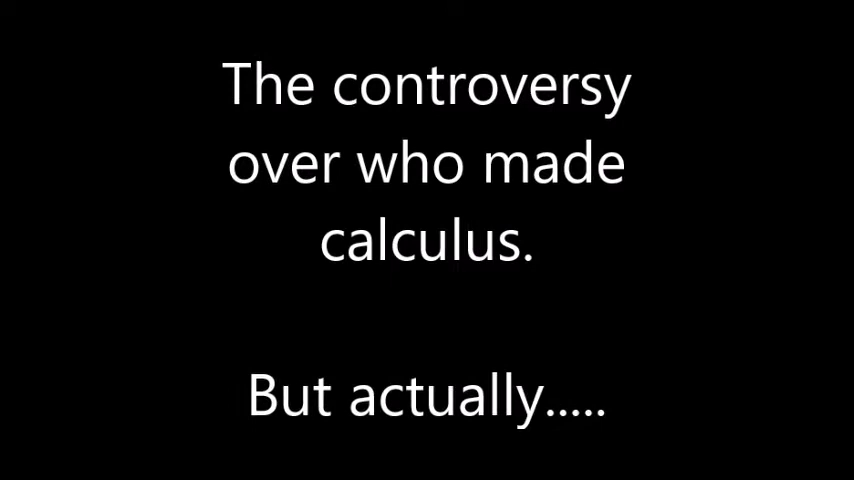 The controversy
over who made
calculus.
But actually.....